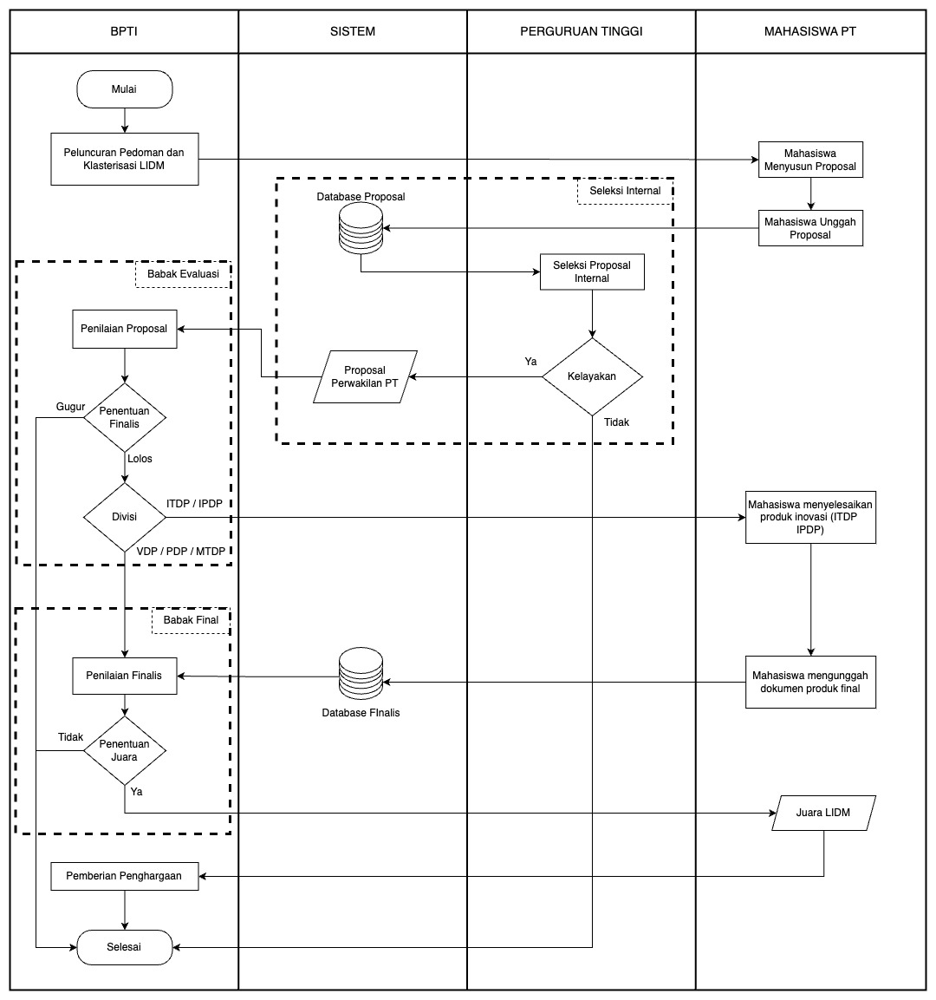 BPTI
SISTEM
PERGURUAN TINGGI
MAHASISWA PT
Mulai
Peluncuran Pedoman dan
Klasterisasi LIDM
Mahasiswa
Menyusun Proposal
Seleksi Internal
Database Proposal
Mahasiswa Unggah
Proposal
Seleksi Proposal
Internal
Babak Evaluasi
Penilaian Proposal
Ya
Proposal
Perwakilan PT
Kelayakan
Tidak
Gugur
Penentuan
Finalis
Lolos
Divisi
ITDP / IPDP
VDP / PDP / MTDP
Mahasiswa menyelesaikan
produk inovasi (ITDP
IPDP)
Babak Final
Penilaian Finalis
Database FInalis
Mahasiswa mengunggah
dokumen produk final
Tidak
Penentuan
Juara
Ya
Juara LIDM
Pemberian Penghargaan
Selesai